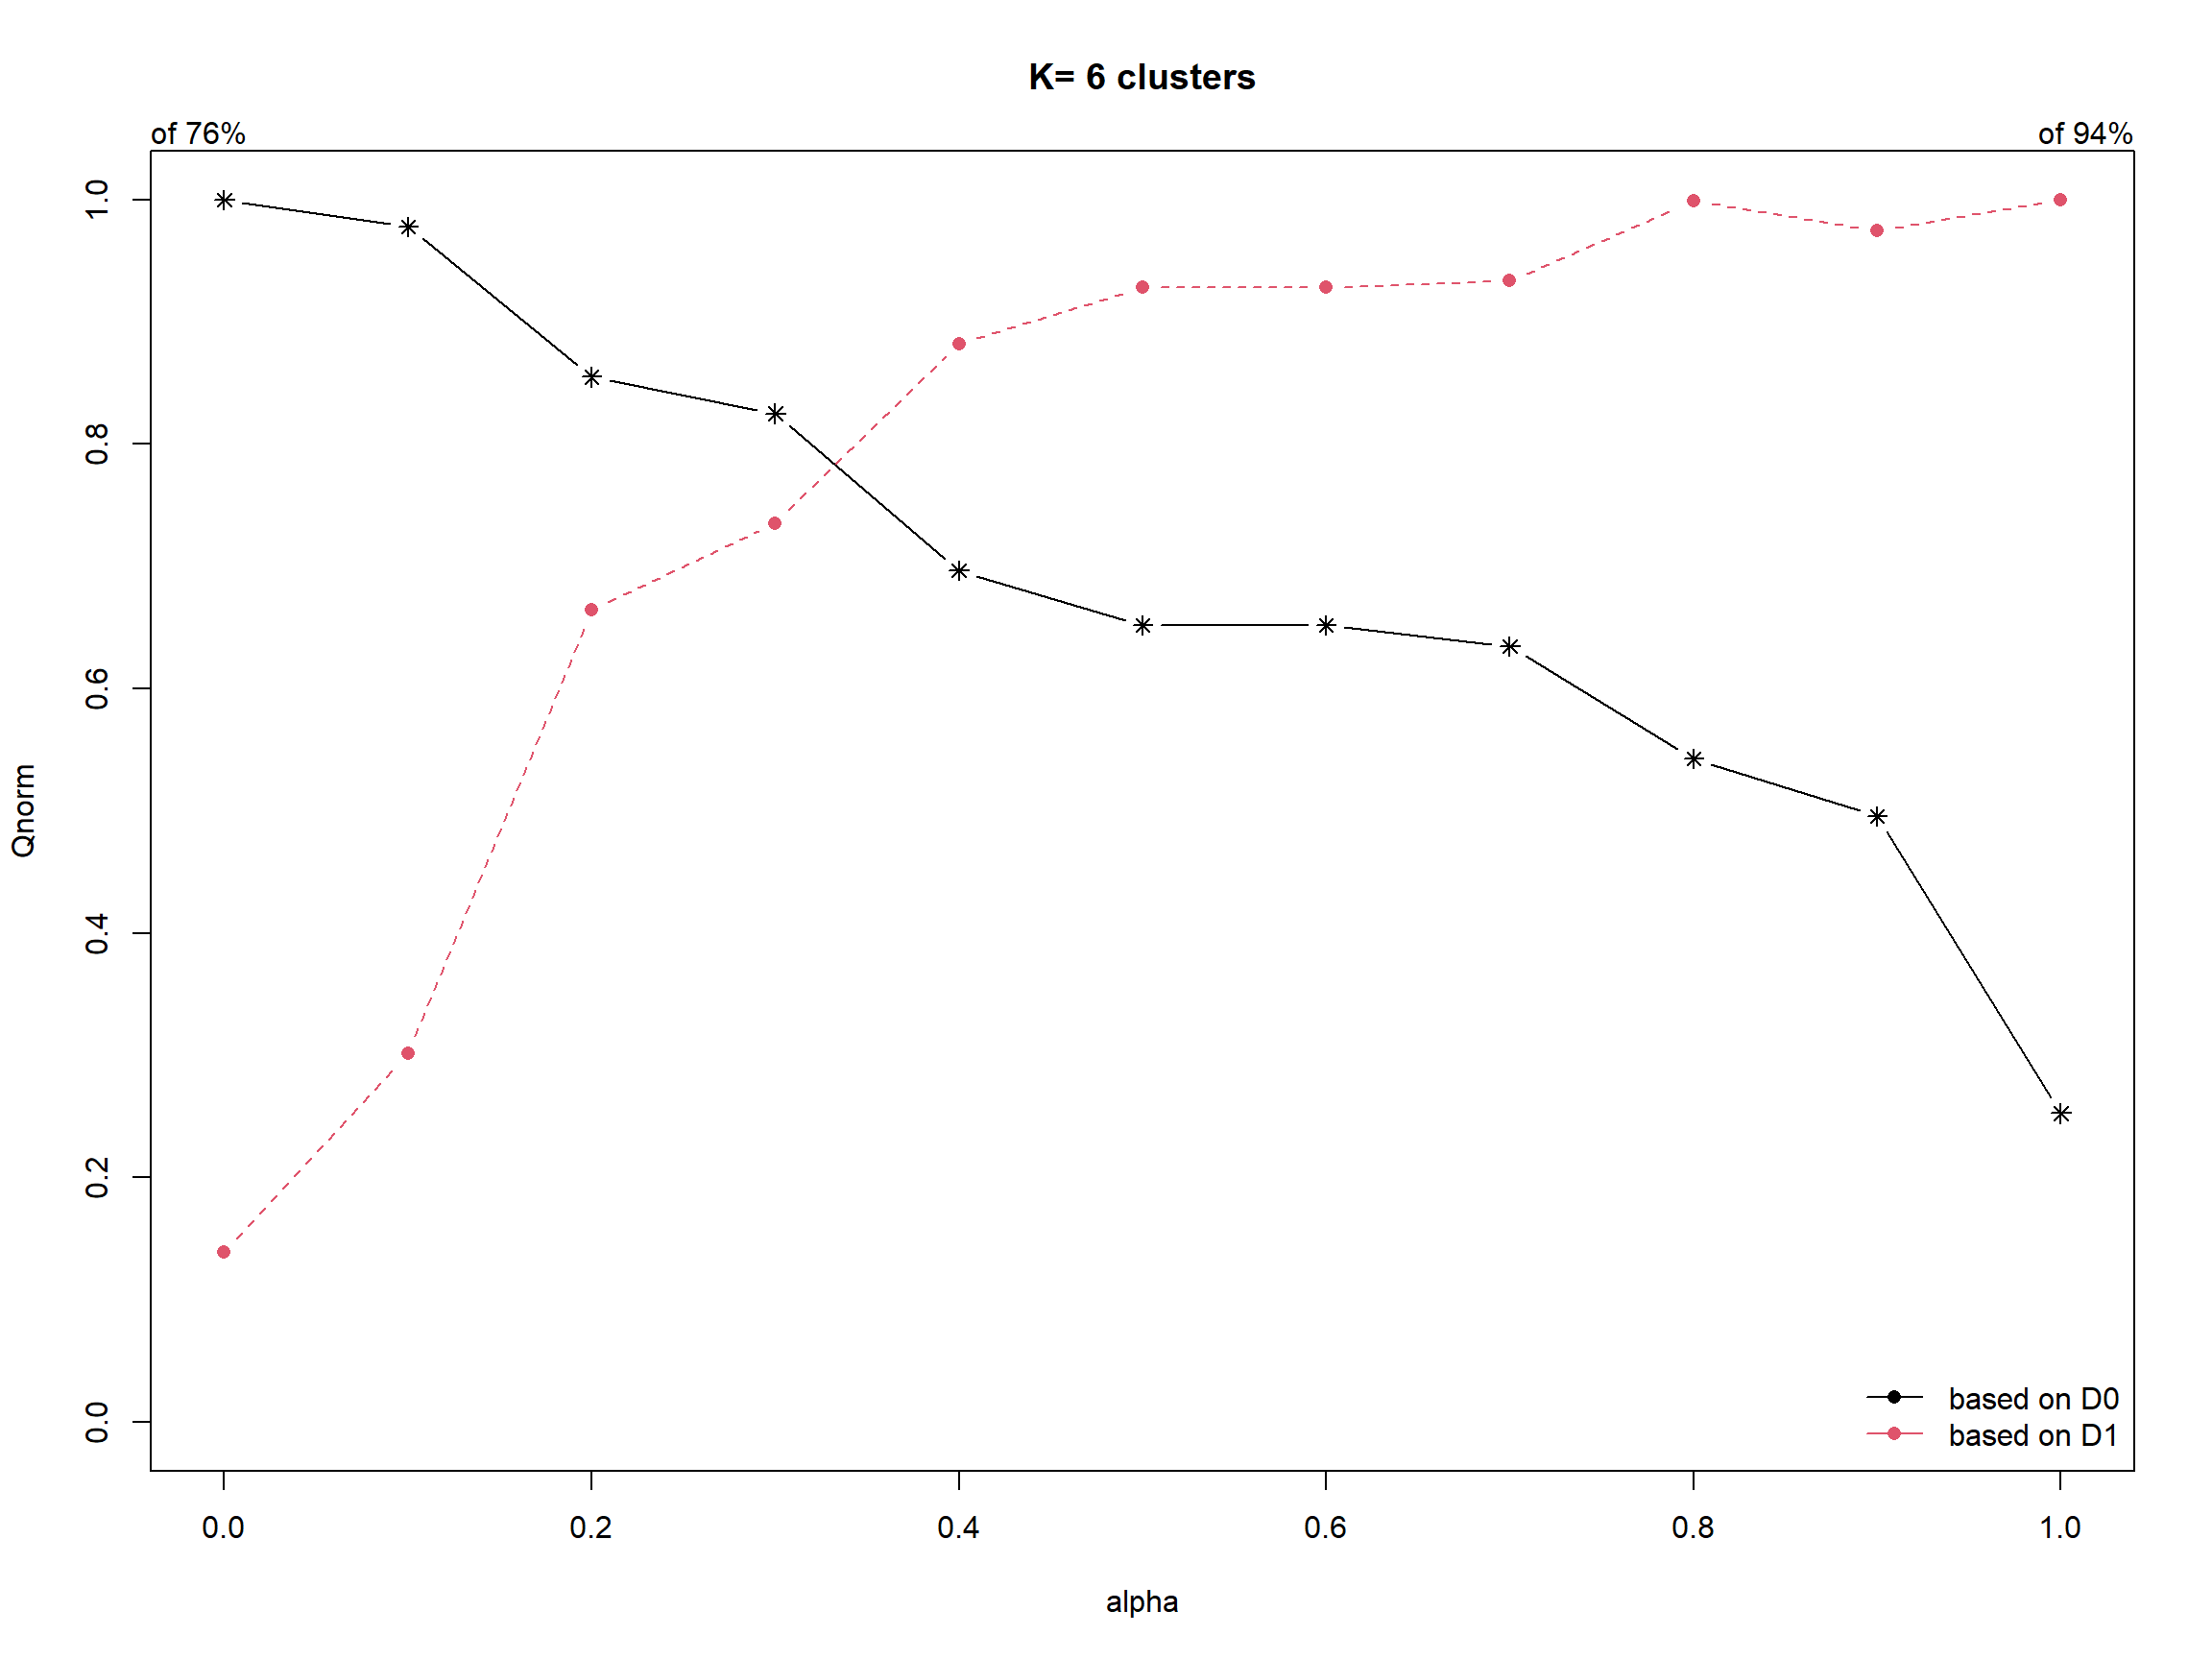 K= 6 clusters
of 76% of 94%
1.0
0.8
0.6
0.4
0.2
0.0
Qnorm
based on D0
based on D1
0.0 0.2 0.4 0.6 0.8 1.0
alpha